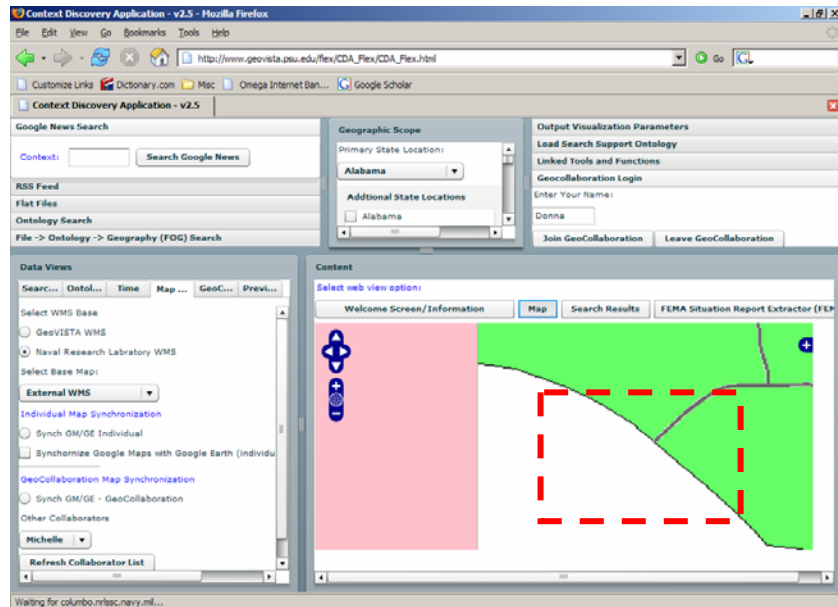 Context Discovery Application - v2.5 - Mozilla Firefox
File Edit View Go Bookmarks Tools Help
http://www.geovista.psu.edu/flex/CDA_Flex/CDA_Flex.html Go G
Customize Links Dictionary.com Misc Omega Internet Ban... Google Scholar
Context Discovery Application - v2.5
Google News Search
Context: Search Google News
RSS Feed
Flat Files
Ontology Search
File -> Ontology -> Geography (FOG) Search
Geographic Scope
Primary State Location:
Alabama
Addtional State Locations
Alabama
Output Visualization Parameters
Load Search Support Ontology
Linked Tools and Functions
Geocollaboration Login
Enter Your Name:
Donna
Join GeoCollaboration Leave GeoCollaboration
Data Views
Searc... Ontol... Time Map ... GeoC... Previ...
Select WMS Base
GeoVISTA WMS
Naval Research Labratory WMS
Select Base Map:
External WMS
Individual Map Synchronization
Synch GM/GE Individual
Synchornize Google Maps with Google Earth (individu
GeoCollaboration Map Synchronization
Synch GM/GE - GeoCollaboration
Other Collaborators
Michelle
Refresh Collaborator List
Content
Select web view option:
Welcome Screen/Information Map Search Results FEMA Situation Report Extractor (FEM
Waiting for columbo.nrlssc.navy.mil...